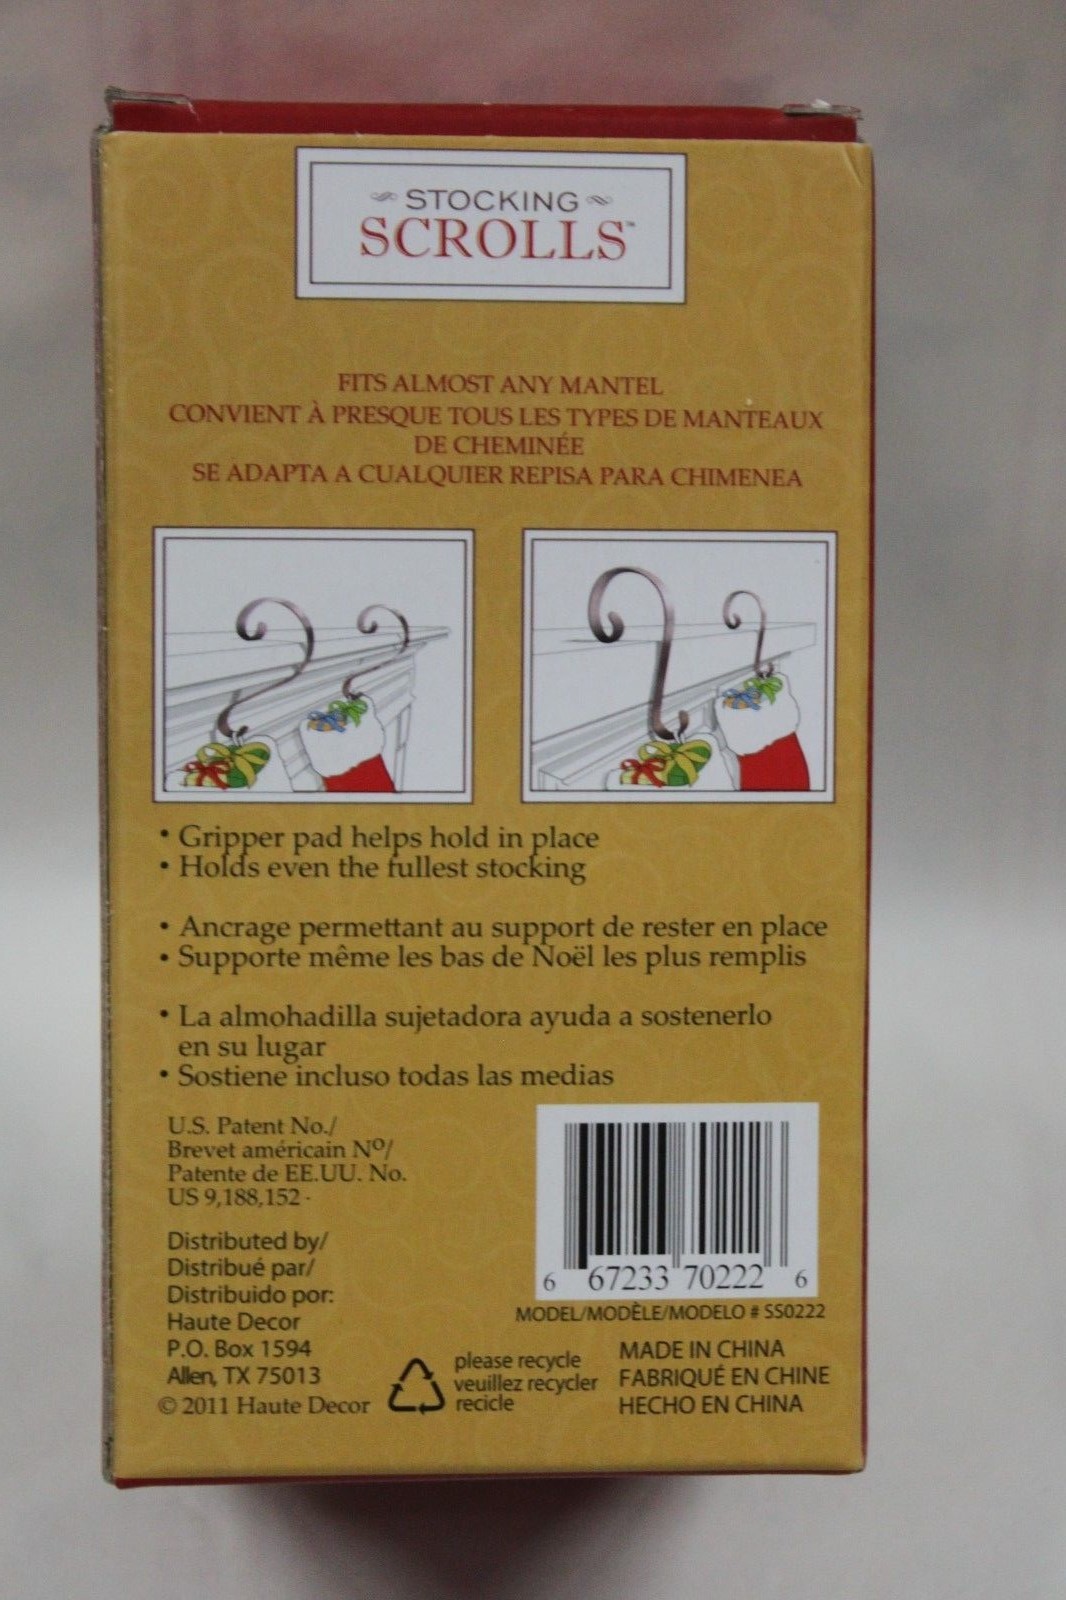 STOCKING
SCROLLS™
FITS ALMOST ANY MANTEL
CONVIENT À PRESQUE TOUS LES TYPES DE MANTEAUX
DE CHEMINÉE
SE ADAPTA A CUALQUIER REPISA PARA CHIMENEA
• Gripper pad helps hold in place
• Holds even the fullest stocking
• Ancrage permettant au support de rester en place
• Supporte même les bas de Noël les plus remplis
• La almohadilla sujetadora ayuda a sostenerlo
en su lugar
• Sostiene incluso todas las medias
U.S. Patent No./
Brevet américain Nº/
Patente de EE.UU. No.
US 9,188,152 -
Distributed by/
Distribué par/
Distribuido por:
Haute Decor
P.O. Box 1594
Allen, TX 75013
© 2011 Haute Decor
6 67233 70222 6
MODEL/MODÈLE/MODELO # SS0222
please recycle
veuillez recycler
recicle
MADE IN CHINA
FABRIQUÉ EN CHINE
HECHO EN CHINA